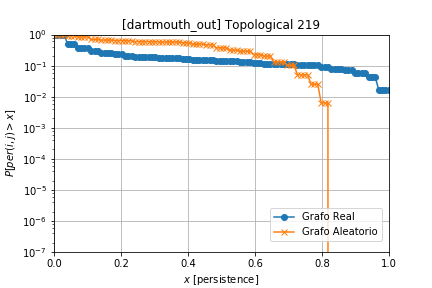 [dartmouth_out] Topological 219
P[per(i,j) > x]
10^0
10^-1
10^-2
10^-3
10^-4
10^-5
10^-6
10^-7
Grafo Real
Grafo Aleatorio
0.0 0.2 0.4 0.6 0.8 1.0
x [persistence]